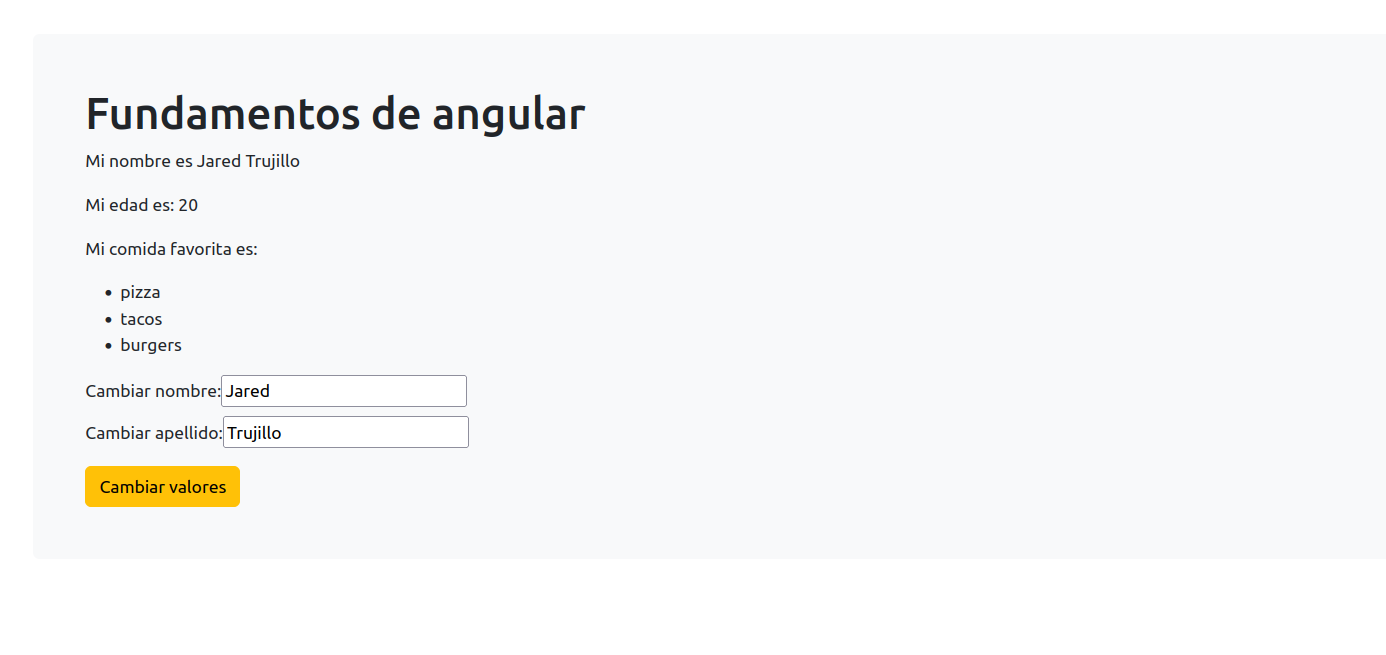 Fundamentos de angular
Mi nombre es Jared Trujillo
Mi edad es: 20
Mi comida favorita es:
pizza
tacos
burgers
Cambiar nombre: Jared
Cambiar apellido: Trujillo
Cambiar valores